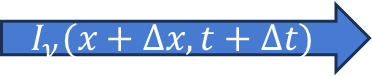 I_ν(x + Δx, t + Δt)